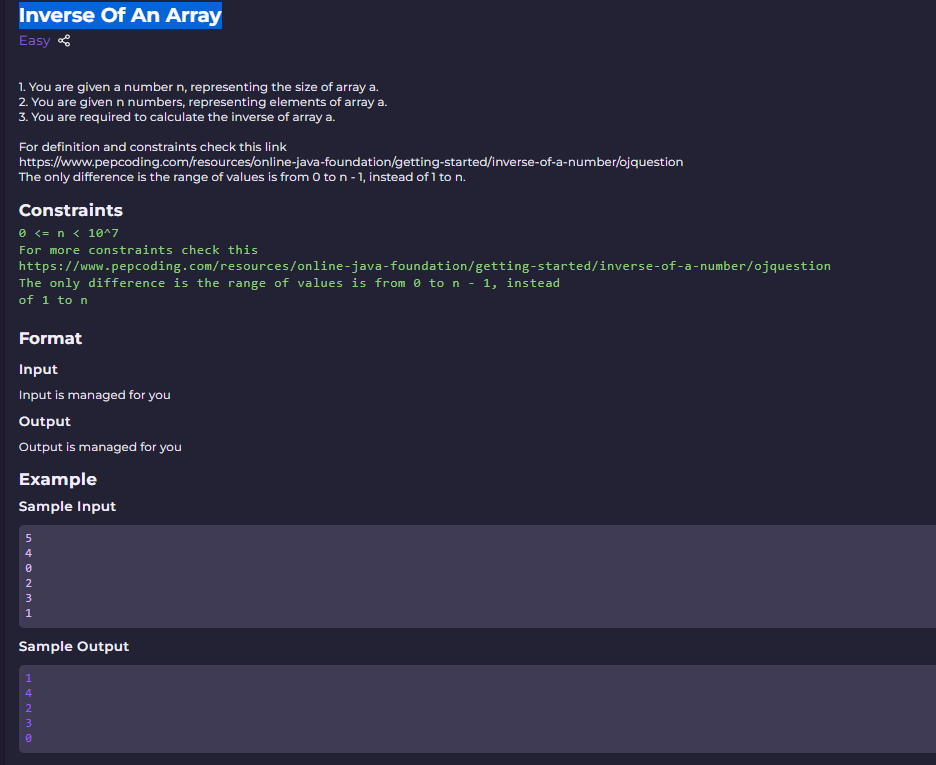 Inverse Of An Array
Easy
1. You are given a number n, representing the size of array a.
2. You are given n numbers, representing elements of array a.
3. You are required to calculate the inverse of array a.
For definition and constraints check this link
https://www.pepcoding.com/resources/online-java-foundation/getting-started/inverse-of-a-number/ojquestion
The only difference is the range of values is from 0 to n - 1, instead of 1 to n.
Constraints
0 <= n < 10^7
For more constraints check this
https://www.pepcoding.com/resources/online-java-foundation/getting-started/inverse-of-a-number/ojquestion
The only difference is the range of values is from 0 to n - 1, instead
of 1 to n
Format
Input
Input is managed for you
Output
Output is managed for you
Example
Sample Input
5
4
0
2
3
1
Sample Output
1
4
2
3
0